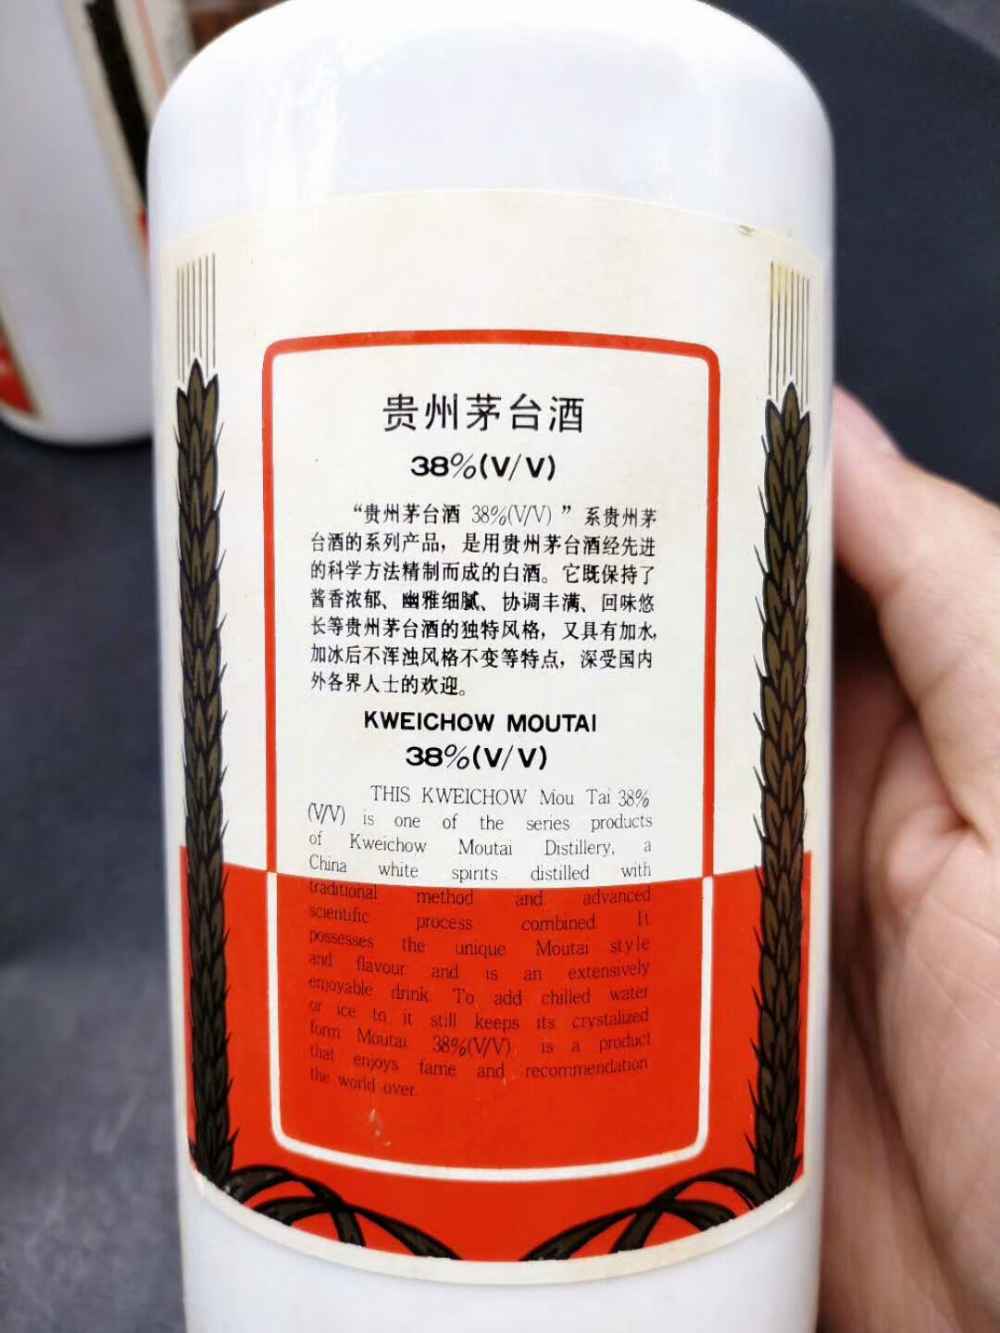 贵州茅台酒
38%(V/V)
“贵州茅台酒 38%(V/V)”系贵州茅
台酒的系列产品，是用贵州茅台酒经先进
的科学方法精制而成的白酒。它既保持了
酱香浓郁、幽雅细腻、协调丰满、回味悠
长等贵州茅台酒的独特风格，又具有加水，
加冰后不浑浊风格不变等特点，深受国内
外各界人士的欢迎。
KWEICHOW MOUTAI
38%(V/V)
THIS KWEICHOW Mou Tai 38%
(V/V) is one of the series products
of Kweichow Moutai Distillery, a
China white spirits distilled with
traditional method and advanced
scientific process combined. It
possesses the unique Moutai style
and flavour and is an extensively
enjoyable drink. To add chilled water
or ice to it still keeps its crystalized
form Moutai 38%(V/V) is a product
that enjoys fame and recommendation
the world over.